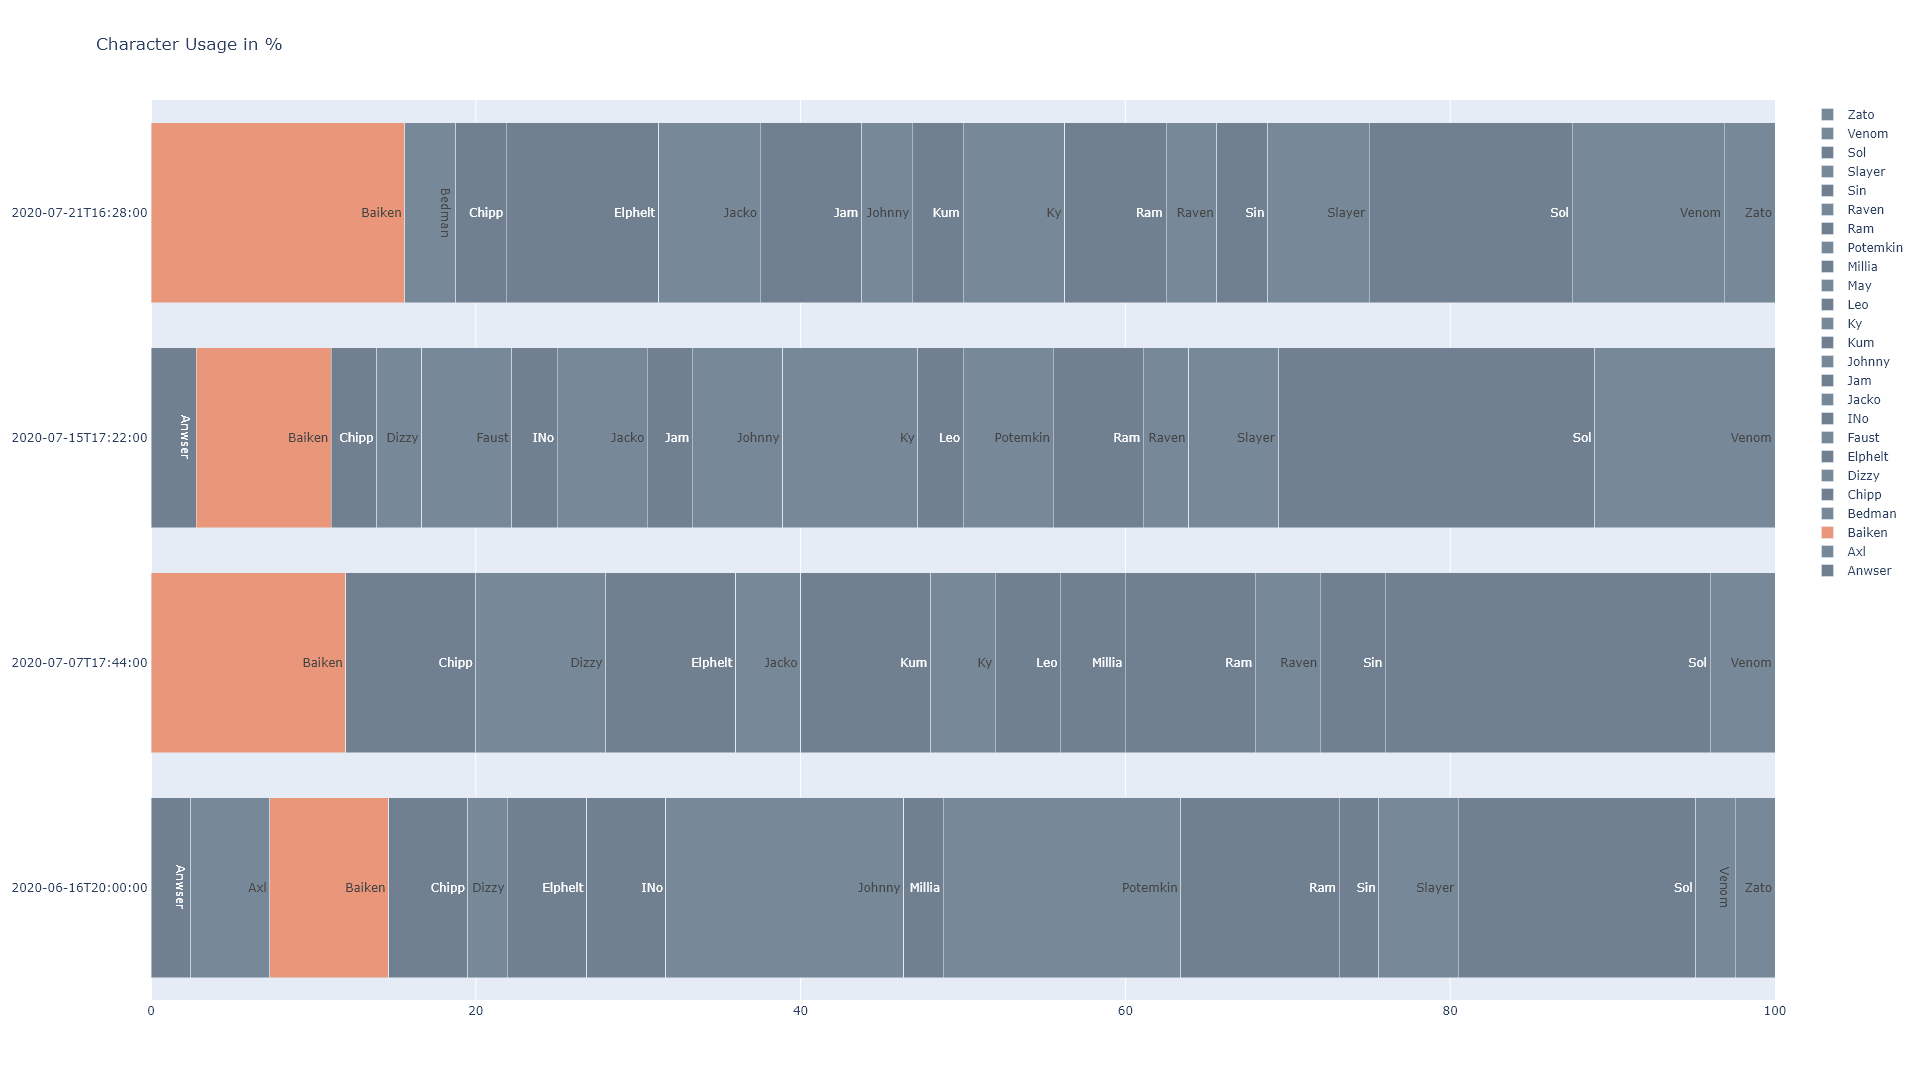 Character Usage in %
2020-07-21T16:28:00 Baiken Bedman Chipp Elphelt Jacko Jam Johnny Kum Ky Ram Raven Sin Slayer Sol Venom Zato
2020-07-15T17:22:00 Anwser Baiken Chipp Dizzy Faust INo Jacko Jam Johnny Ky Leo Potemkin Ram Raven Slayer Sol Venom
2020-07-07T17:44:00 Baiken Chipp Dizzy Elphelt Jacko Kum Ky Leo Millia Ram Raven Sin Sol Venom
2020-06-16T20:00:00 Anwser Axl Baiken Chipp Dizzy Elphelt INo Johnny Millia Potemkin Ram Sin Slayer Sol Venom Zato
0 20 40 60 80 100
Zato
Venom
Sol
Slayer
Sin
Raven
Ram
Potemkin
Millia
May
Leo
Ky
Kum
Johnny
Jam
Jacko
INo
Faust
Elphelt
Dizzy
Chipp
Bedman
Baiken
Axl
Anwser